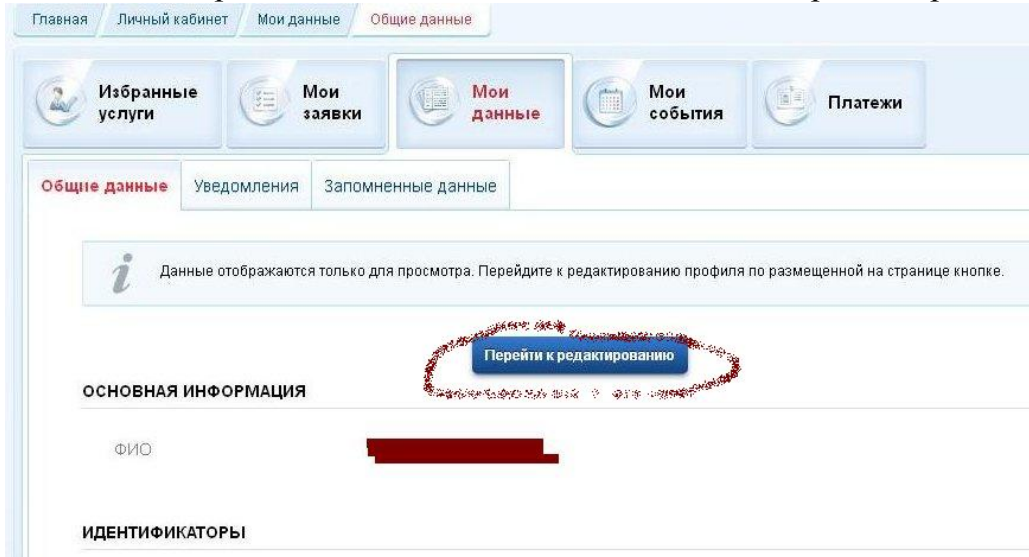 Главная Личный кабинет Мои данные Общие данные
Избранные услуги
Мои заявки
Мои данные
Мои события
Платежи
Общие данные Уведомления Запомненные данные
Данные отображаются только для просмотра. Перейдите к редактированию профиля по размещенной на странице кнопке.
Перейти к редактированию
ОСНОВНАЯ ИНФОРМАЦИЯ
ФИО
ИДЕНТИФИКАТОРЫ